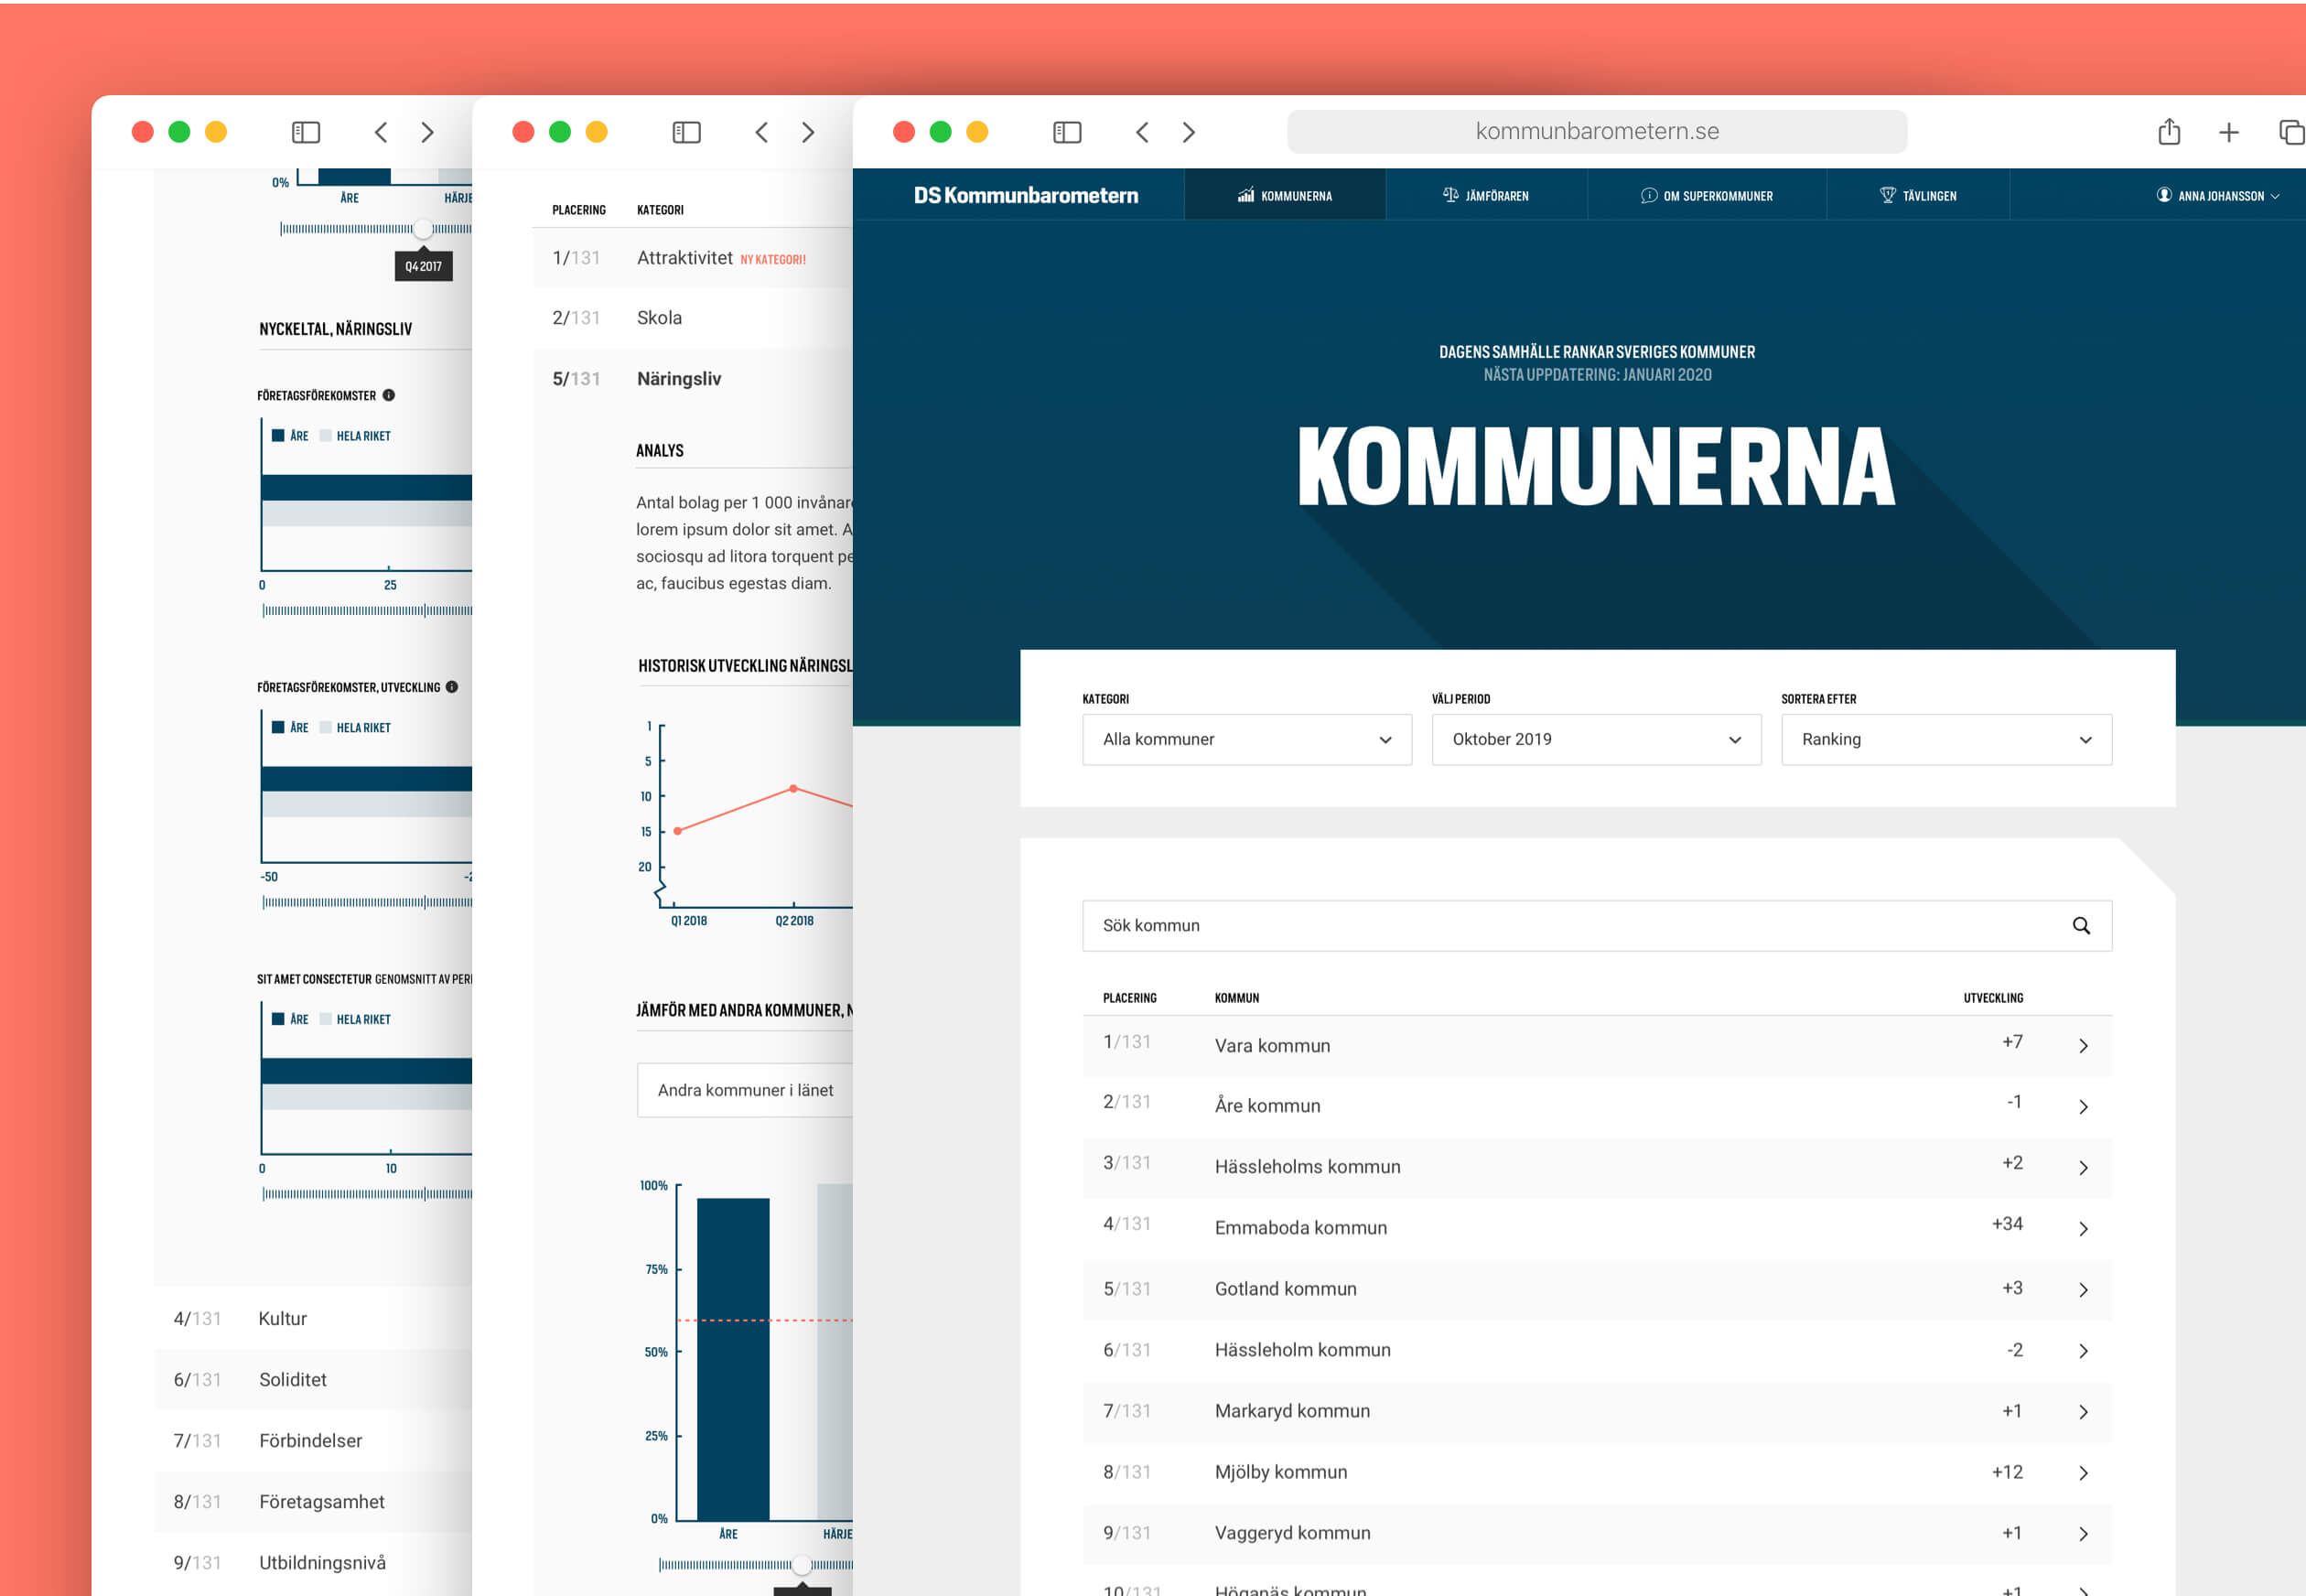 0%
ÅRE
HÄRJE
Q4 2017
NYCKELTAL, NÄRINGSLIV
FÖRETAGSFÖREKOMSTER
ÅRE HELA RIKET
0 25
FÖRETAGSFÖREKOMSTER, UTVECKLING
ÅRE HELA RIKET
-50 -2
SIT AMET CONSECTETUR GENOMSNITT AV PER
ÅRE HELA RIKET
0 10
4/131 Kultur
6/131 Soliditet
7/131 Förbindelser
8/131 Företagsamhet
9/131 Utbildningsnivå
PLACERING KATEGORI
1/131 Attraktivitet NY KATEGORI!
2/131 Skola
5/131 Näringsliv
ANALYS
Antal bolag per 1 000 invånar
lorem ipsum dolor sit amet. A
sociosqu ad litora torquent pe
ac, faucibus egestas diam.
HISTORISK UTVECKLING NÄRINGSL
1
5
10
15
20
Q1 2018 Q2 2018
JÄMFÖR MED ANDRA KOMMUNER, N
Andra kommuner i länet
100%
75%
50%
25%
0%
ÅRE HÄRJE
kommunbarometern.se
DS Kommunbarometern KOMMUNERNA JÄMFÖRAREN OM SUPERKOMMUNER TÄVLINGEN ANNA JOHANSSON
DAGENS SAMHÄLLE RANKAR SVERIGES KOMMUNER
NÄSTA UPPDATERING: JANUARI 2020
KOMMUNERNA
KATEGORI VÄLJ PERIOD SORTERA EFTER
Alla kommuner Oktober 2019 Ranking
Sök kommun
PLACERING KOMMUN UTVECKLING
1/131 Vara kommun +7
2/131 Åre kommun -1
3/131 Hässleholms kommun +2
4/131 Emmaboda kommun +34
5/131 Gotland kommun +3
6/131 Hässleholm kommun -2
7/131 Markaryd kommun +1
8/131 Mjölby kommun +12
9/131 Vaggeryd kommun +1
10/131 Höganäs kommun +1